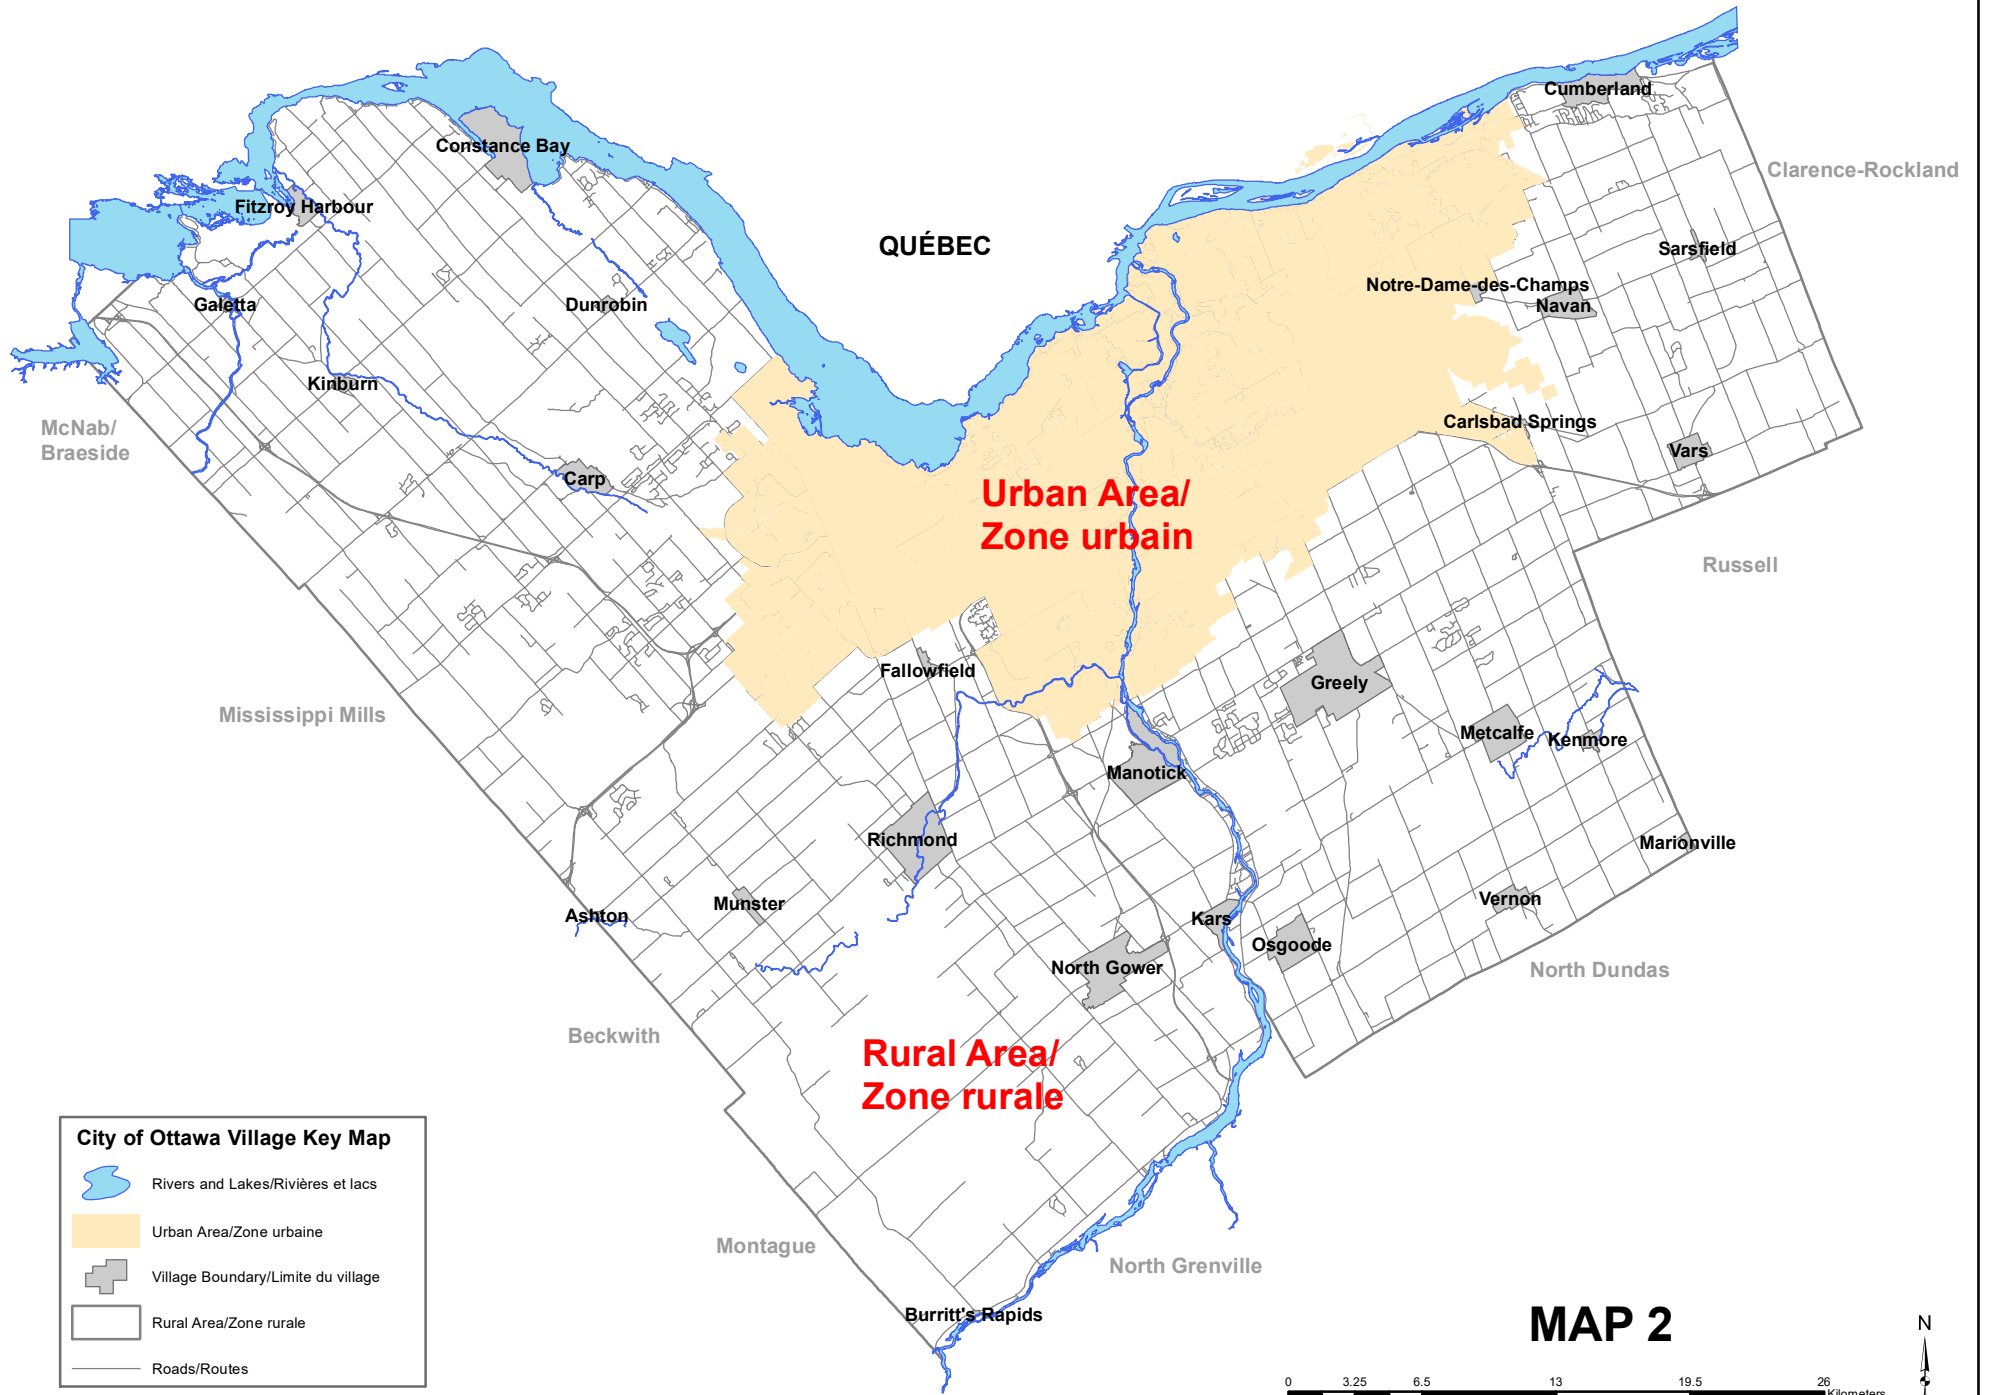 Cumberland
Constance Bay
Clarence-Rockland
Fitzroy Harbour
QUÉBEC
Sarsfield
Notre-Dame-des-Champs
Galetta
Dunrobin
Navan
Kinburn
McNab/
Braeside
Carlsbad Springs
Vars
Carp
Urban Area/
Zone urbain
Russell
Fallowfield
Greely
Mississippi Mills
Metcalfe
Kenmore
Manotick
Richmond
Marionville
Munster
Vernon
Ashton
Kars
Osgoode
North Gower
North Dundas
Beckwith
Rural Area/
Zone rurale
Montague
North Grenville
Burritt's Rapids
City of Ottawa Village Key Map
Rivers and Lakes/Rivières et lacs
Urban Area/Zone urbaine
Village Boundary/Limite du village
Rural Area/Zone rurale
Roads/Routes
MAP 2
N
0 3.25 6.5 13 19.5 26
Kilometers